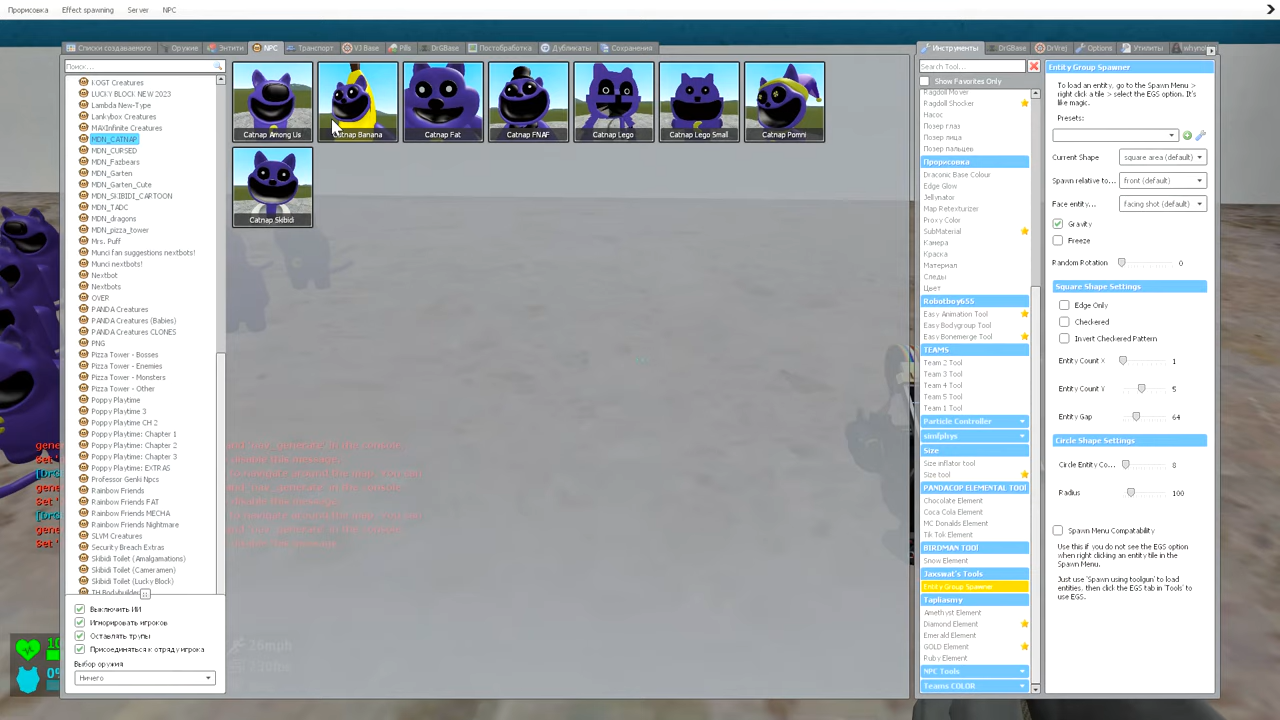 Прорисовка Effect spawning Server NPC
Списки создаваемого Оружие Энтити NPC Транспорт VJ Base Pills DrGBase Постобработка Дубликаты Сохранения
Инструменты DrGBase DrVrej Options Утилиты whyno
Поиск...
LOGT Creatures
LUCKY BLOCK NEW 2023
Lambda New-Type
Lankybox Creatures
MAXInfinite Creatures
MDN_CATNAP
MDN_CURSED
MDN_Fazbears
MDN_Garten
MDN_Garten_Cute
MDN_SKIBIDI_CARTOON
MDN_TADC
MDN_dragons
MDN_pizza_tower
Mrs. Puff
Munci fan suggestions nextbots!
Munci nextbots!
Nextbot
Nextbots
OVER
PANDA Creatures
PANDA Creatures (Babies)
PANDA Creatures CLONES
PNG
Pizza Tower - Bosses
Pizza Tower - Enemies
Pizza Tower - Monsters
Pizza Tower - Other
Poppy Playtime
Poppy Playtime 3
Poppy Playtime CH 2
Poppy Playtime: Chapter 1
Poppy Playtime: Chapter 2
Poppy Playtime: Chapter 3
Poppy Playtime: EXTRAS
Professor Genki Npcs
Rainbow Friends
Rainbow Friends FAT
Rainbow Friends MECHA
Rainbow Friends Nightmare
SLVM Creatures
Security Breach Extras
Skibidi Toilet (Amalgamations)
Skibidi Toilet (Cameramen)
Skibidi Toilet (Lucky Block)
TH Bodybuilder
Выключить ИИ
Игнорировать игроков
Оставлять трупы
Присоединяться к отряду игрока
Выбор оружия
Ничего
Catnap Among Us
Catnap Banana
Catnap Fat
Catnap FNAF
Catnap Lego
Catnap Lego Small
Catnap Pomni
Catnap Skibidi
26mph
Search Tool...
Show Favorites Only
Ragdoll Mover
Ragdoll Shocker
Насос
Позер глаз
Позер лица
Позер пальцев
Прорисовка
Draconic Base Colour
Edge Glow
Jellynator
Map Retexturizer
Proxy Color
SubMaterial
Камера
Краска
Материал
Следы
Цвет
Robotboy655
Easy Animation Tool
Easy Bodygroup Tool
Easy Bonemerge Tool
TEAMS
Team 2 Tool
Team 3 Tool
Team 4 Tool
Team 5 Tool
Team 1 Tool
Particle Controller
simfphys
Size
Size inflator tool
Size tool
PANDACOP ELEMENTAL TOOL
Chocolate Element
Coca Cola Element
MC Donalds Element
Tik Tok Element
BIRDMAN TOOL
Snow Element
Jaxswat's Tools
Entity Group Spawner
Tapliasmy
Amethyst Element
Diamond Element
Emerald Element
GOLD Element
Ruby Element
NPC Tools
Teams COLOR
Entity Group Spawner
To load an entity, go to the Spawn Menu >
right click a tile > select the EGS option. It's
like magic.
Presets:
Current Shape square area (default)
Spawn relative to... front (default)
Face entity... facing shot (default)
Gravity
Freeze
Random Rotation 0
Square Shape Settings
Edge Only
Checkered
Invert Checkered Pattern
Entity Count X 1
Entity Count Y 5
Entity Gap 64
Circle Shape Settings
Circle Entity Co... 8
Radius 100
Spawn Menu Compatability
Use this if you do not see the EGS option
when right clicking an entity tile in the
Spawn Menu.
Just use 'Spawn using toolgun' to load
entities, then click the EGS tab in 'Tools' to
use EGS.